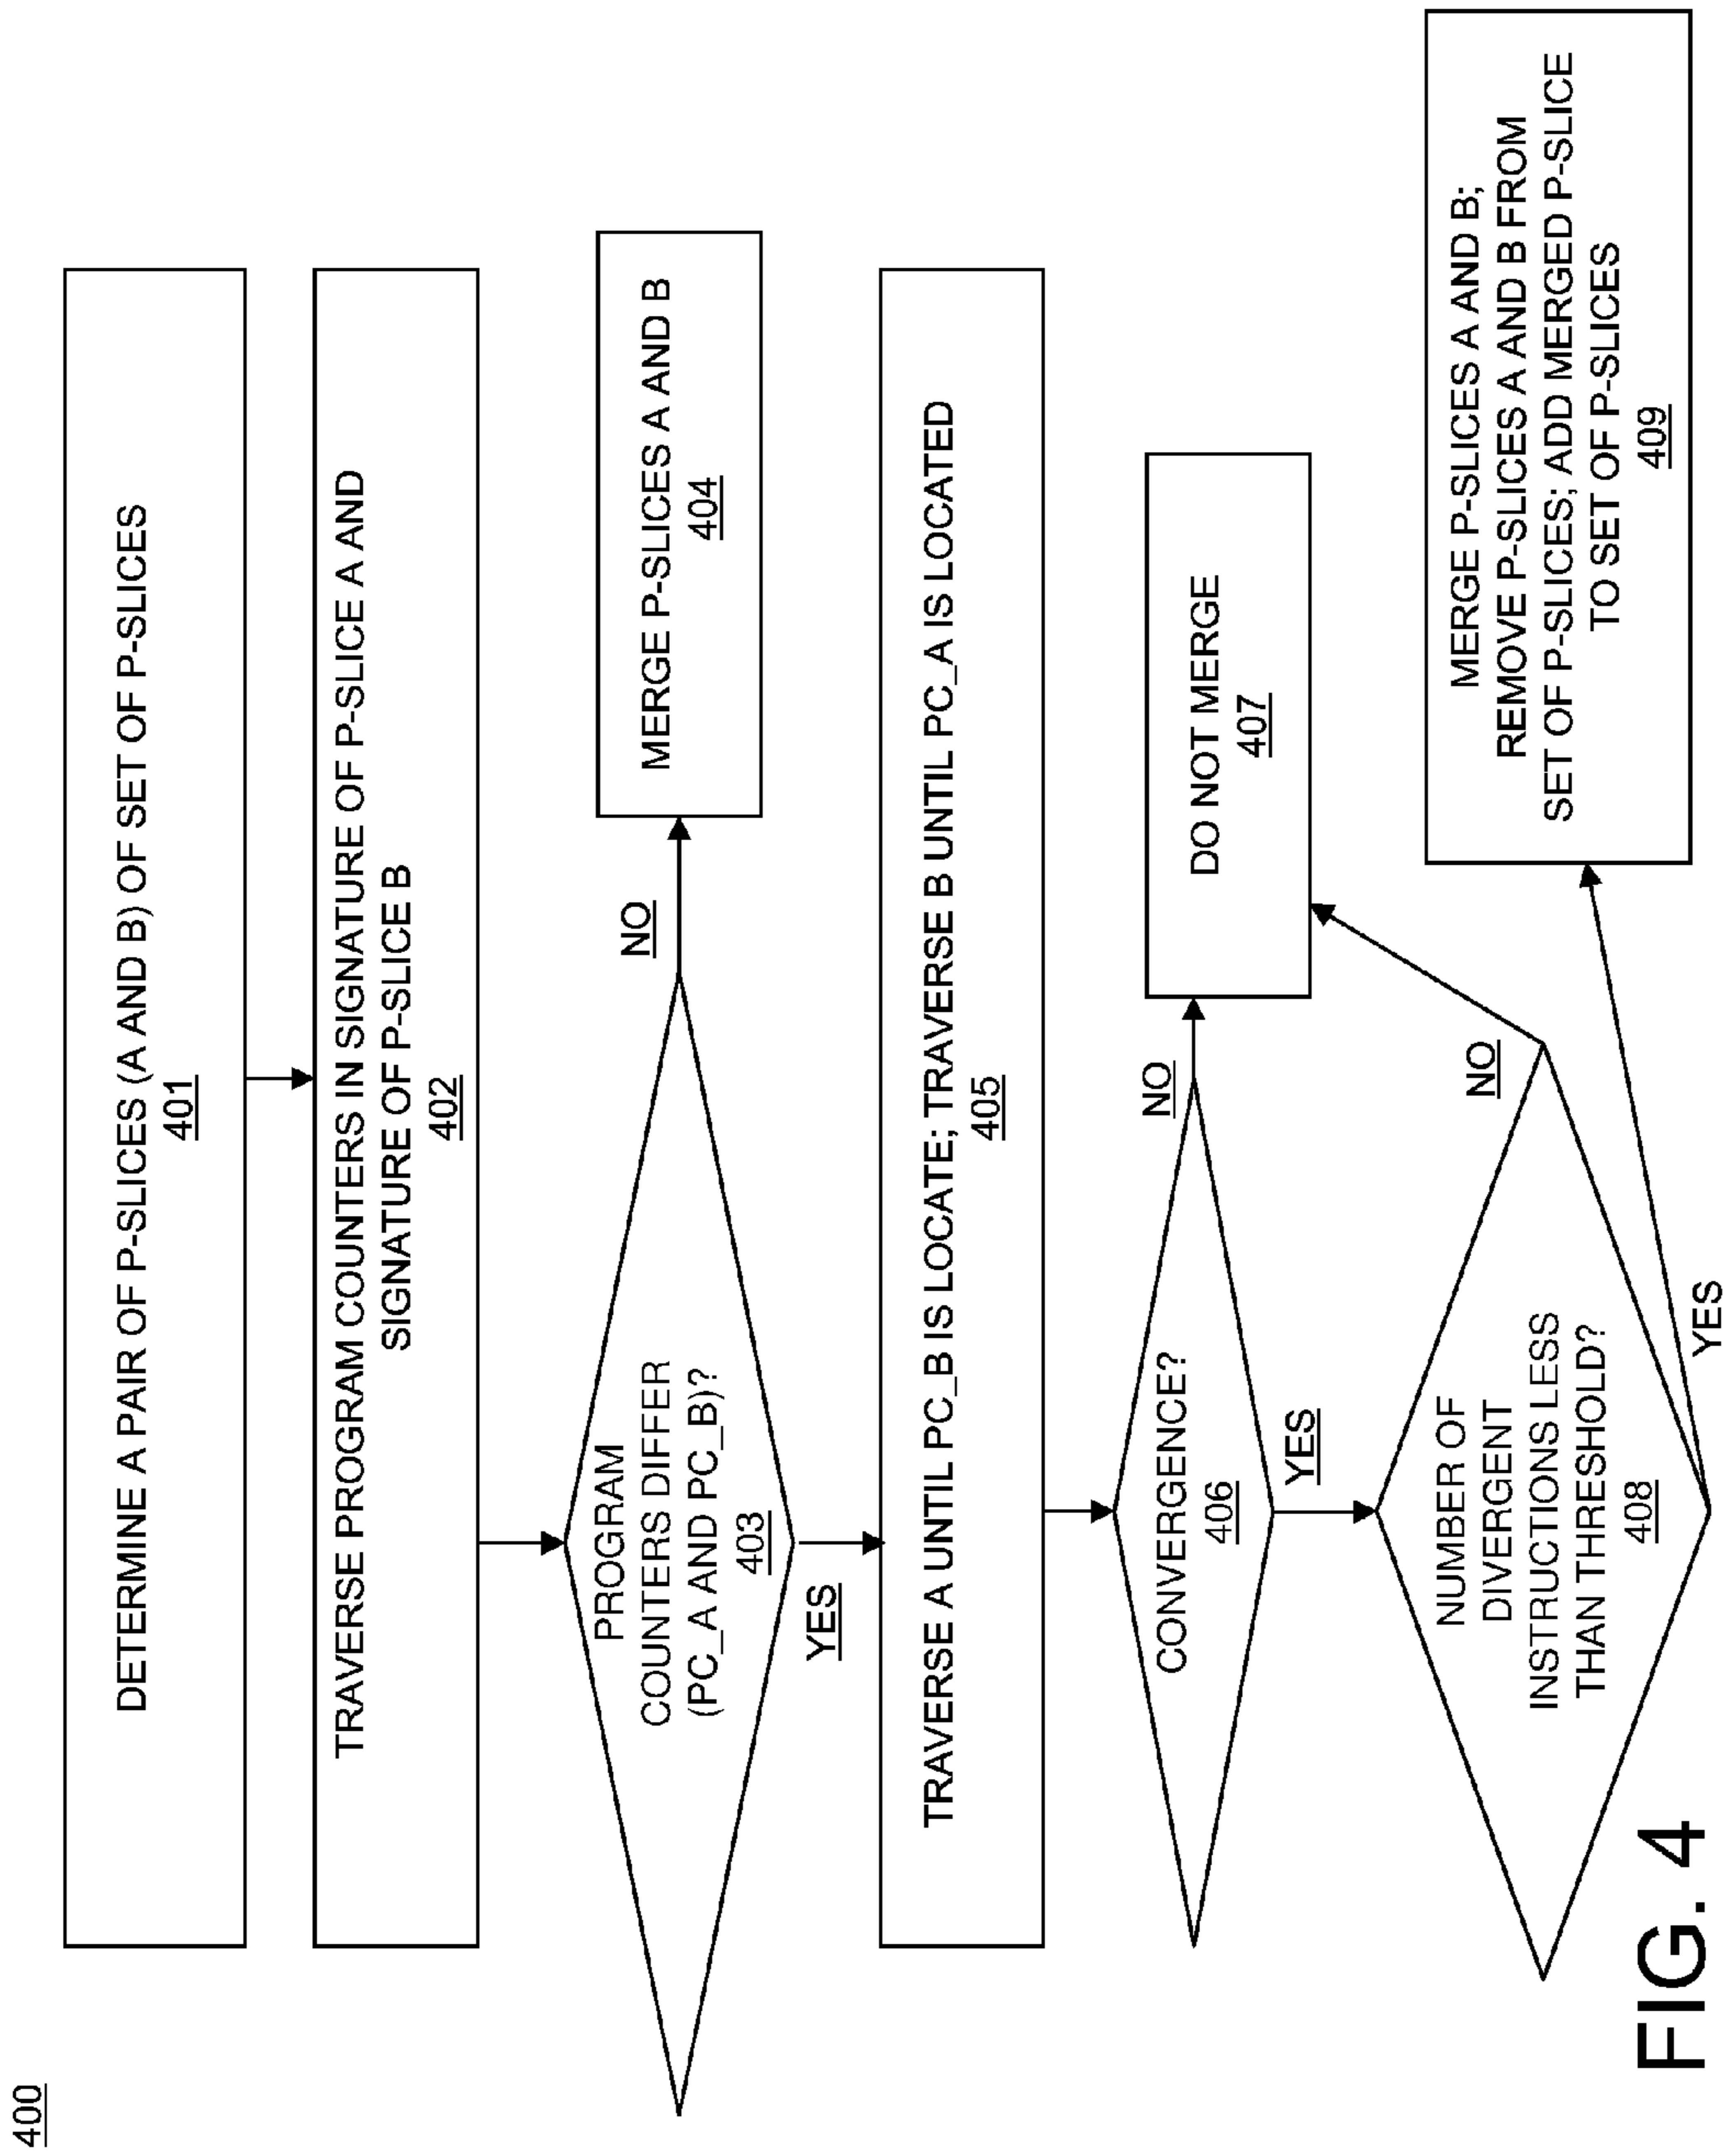 400
DETERMINE A PAIR OF P-SLICES (A AND B) OF SET OF P-SLICES
401
TRAVERSE PROGRAM COUNTERS IN SIGNATURE OF P-SLICE A AND
SIGNATURE OF P-SLICE B
402
PROGRAM
COUNTERS DIFFER
(PC_A AND PC_B)?
403
NO
MERGE P-SLICES A AND B
404
YES
TRAVERSE A UNTIL PC_B IS LOCATE; TRAVERSE B UNTIL PC_A IS LOCATED
405
CONVERGENCE?
406
NO
DO NOT MERGE
407
YES
NUMBER OF
DIVERGENT
INSTRUCTIONS LESS
THAN THRESHOLD?
408
NO
YES
MERGE P-SLICES A AND B;
REMOVE P-SLICES A AND B FROM
SET OF P-SLICES; ADD MERGED P-SLICE
TO SET OF P-SLICES
409
FIG. 4